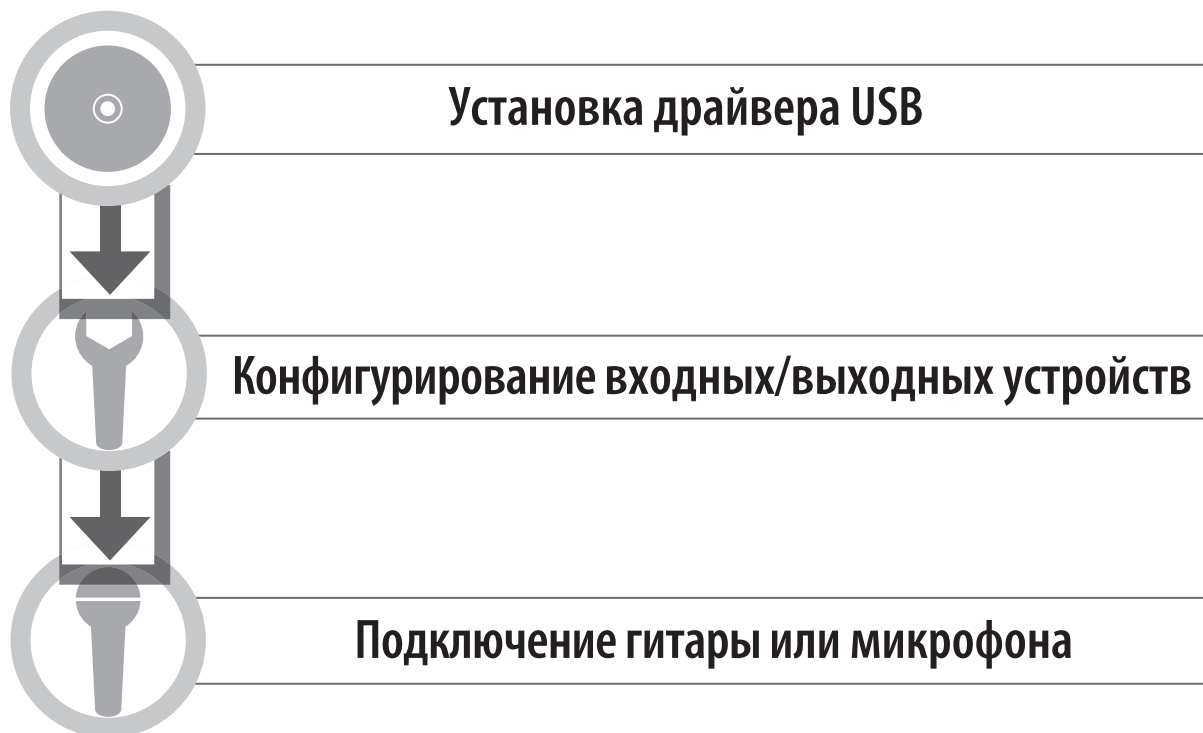 Установка драйвера USB
Конфигурирование входных/выходных устройств
Подключение гитары или микрофона